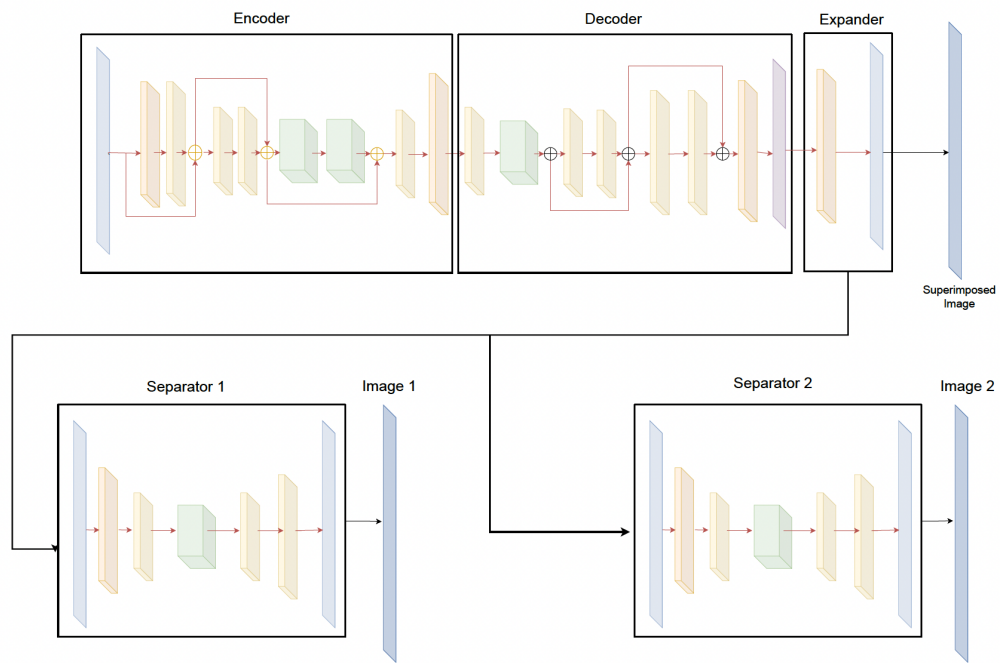 Encoder
Decoder
Expander
Superimposed
Image
Separator 1
Image 1
Separator 2
Image 2